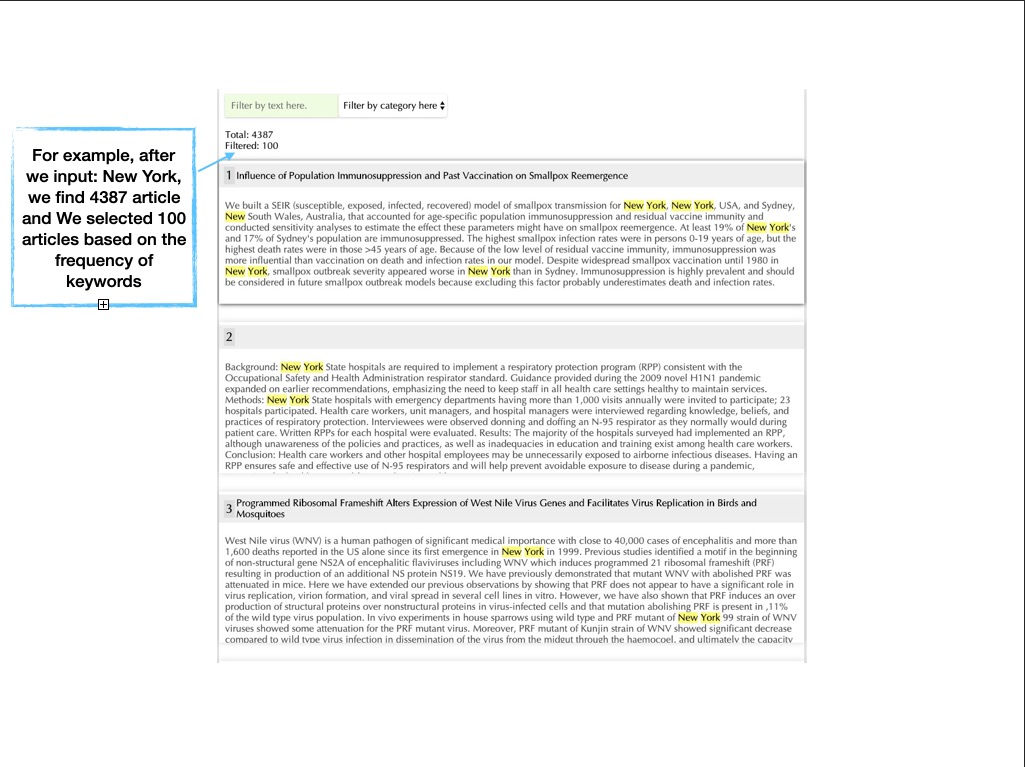 Filter by text here.
Filter by category here
Total: 4387
Filtered: 100
For example, after
we input: New York,
we find 4387 article
and We selected 100
articles based on the
frequency of
keywords
1 Influence of Population Immunosuppression and Past Vaccination on Smallpox Reemergence
We built a SEIR (susceptible, exposed, infected, recovered) model of smallpox transmission for New York, New York, USA, and Sydney,
New South Wales, Australia, that accounted for age-specific population immunosuppression and residual vaccine immunity and
conducted sensitivity analyses to estimate the effect these parameters might have on smallpox reemergence. At least 19% of New York's
and 17% of Sydney's population are immunosuppressed. The highest smallpox infection rates were in persons 0-19 years of age, but the
highest death rates were in those >45 years of age. Because of the low level of residual vaccine immunity, immunosuppression was
more influential than vaccination on death and infection rates in our model. Despite widespread smallpox vaccination until 1980 in
New York, smallpox outbreak severity appeared worse in New York than in Sydney. Immunosuppression is highly prevalent and should
be considered in future smallpox outbreak models because excluding this factor probably underestimates death and infection rates.
2
Background: New York State hospitals are required to implement a respiratory protection program (RPP) consistent with the
Occupational Safety and Health Administration respirator standard. Guidance provided during the 2009 novel H1N1 pandemic
expanded on earlier recommendations, emphasizing the need to keep staff in all health care settings healthy to maintain services.
Methods: New York State hospitals with emergency departments having more than 1,000 visits annually were invited to participate; 23
hospitals participated. Health care workers, unit managers, and hospital managers were interviewed regarding knowledge, beliefs, and
practices of respiratory protection. Interviewees were observed donning and doffing an N-95 respirator as they normally would during
patient care. Written RPPs for each hospital were evaluated. Results: The majority of the hospitals surveyed had implemented an RPP,
although unawareness of the policies and practices, as well as inadequacies in education and training exist among health care workers.
Conclusion: Health care workers and other hospital employees may be unnecessarily exposed to airborne infectious diseases. Having an
RPP ensures safe and effective use of N-95 respirators and will help prevent avoidable exposure to disease during a pandemic,
3 Programmed Ribosomal Frameshift Alters Expression of West Nile Virus Genes and Facilitates Virus Replication in Birds and
Mosquitoes
West Nile virus (WNV) is a human pathogen of significant medical importance with close to 40,000 cases of encephalitis and more than
1,600 deaths reported in the US alone since its first emergence in New York in 1999. Previous studies identified a motif in the beginning
of non-structural gene NS2A of encephalitic flaviviruses including WNV which induces programmed 21 ribosomal frameshift (PRF)
resulting in production of an additional NS protein NS19. We have previously demonstrated that mutant WNV with abolished PRF was
attenuated in mice. Here we have extended our previous observations by showing that PRF does not appear to have a significant role in
virus replication, virion formation, and viral spread in several cell lines in vitro. However, we have also shown that PRF induces an over
production of structural proteins over nonstructural proteins in virus-infected cells and that mutation abolishing PRF is present in ,11%
of the wild type virus population. In vivo experiments in house sparrows using wild type and PRF mutant of New York 99 strain of WNV
viruses showed some attenuation for the PRF mutant virus. Moreover, PRF mutant of Kunjin strain of WNV showed significant decrease
compared to wild type virus infection in dissemination of the virus from the midgut through the haemocoel, and ultimately the capacity